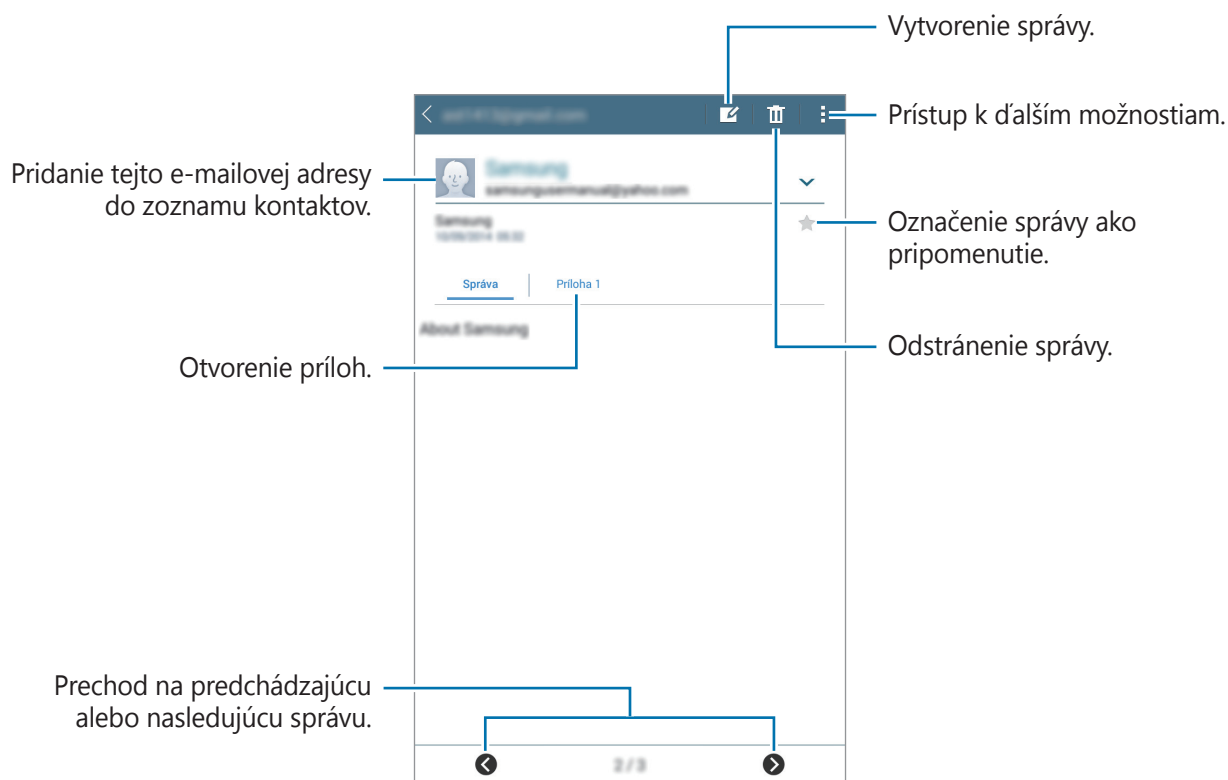 Vytvorenie správy.
Prístup k ďalším možnostiam.
Pridanie tejto e-mailovej adresy
do zoznamu kontaktov.
Samsung
samsungusermanual@yahoo.com
Samsung
Označenie správy ako
pripomenutie.
Správa
Príloha 1
About Samsung
Odstránenie správy.
Otvorenie príloh.
Prechod na predchádzajúcu
alebo nasledujúcu správu.
2 / 3